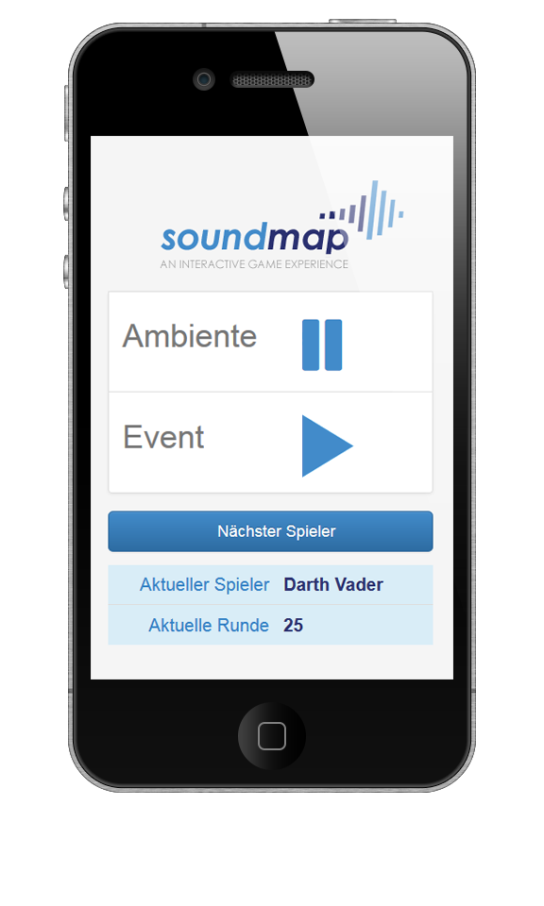 soundmap
AN INTERACTIVE GAME EXPERIENCE
Ambiente
Event
Nächster Spieler
Aktueller Spieler Darth Vader
Aktuelle Runde 25